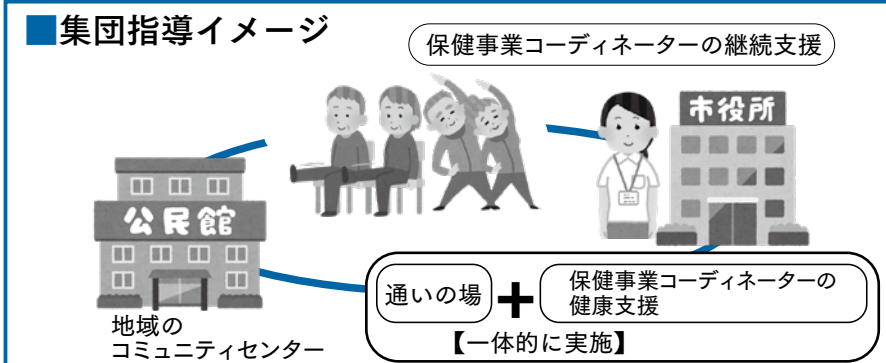 ■集団指導イメージ
保健事業コーディネーターの継続支援
市役所
公民館
地域の
コミュニティセンター
通いの場
+
保健事業コーディネーターの
健康支援
【一体的に実施】